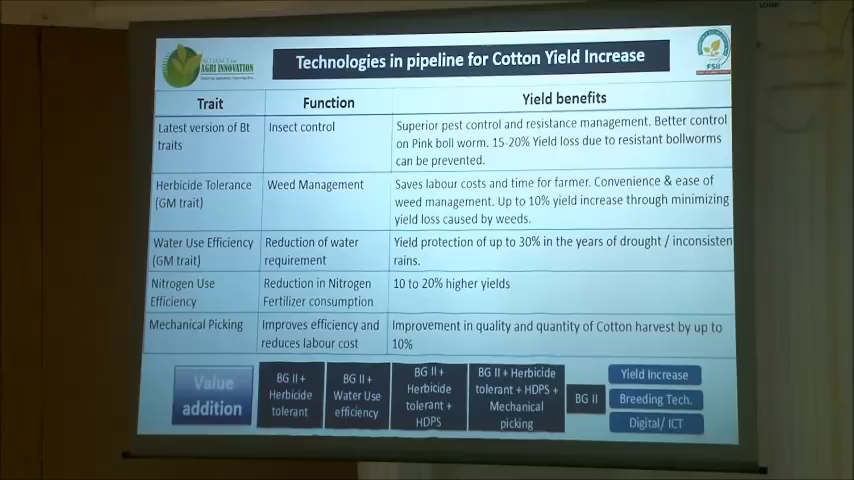 ALLIANCE for
AGRI INNOVATION
Technologies in pipeline for Cotton Yield Increase
FSII
Trait
Function
Yield benefits
Latest version of Bt
traits
Insect control
Superior pest control and resistance management. Better control
on Pink boll worm. 15-20% Yield loss due to resistant bollworms
can be prevented.
Herbicide Tolerance
(GM trait)
Weed Management
Saves labour costs and time for farmer. Convenience & ease of
weed management. Up to 10% yield increase through minimizing
yield loss caused by weeds.
Water Use Efficiency
(GM trait)
Reduction of water
requirement
Yield protection of up to 30% in the years of drought / inconsisten
rains.
Nitrogen Use
Efficiency
Reduction in Nitrogen
Fertilizer consumption
10 to 20% higher yields
Mechanical Picking
Improves efficiency and
reduces labour cost
Improvement in quality and quantity of Cotton harvest by up to
10%
Value
addition
BG II +
Herbicide
tolerant
BG II +
Water Use
efficiency
BG II +
Herbicide
tolerant +
HDPS
BG II + Herbicide
tolerant + HDPS +
Mechanical
picking
BG II
Yield Increase
Breeding Tech.
Digital/ ICT